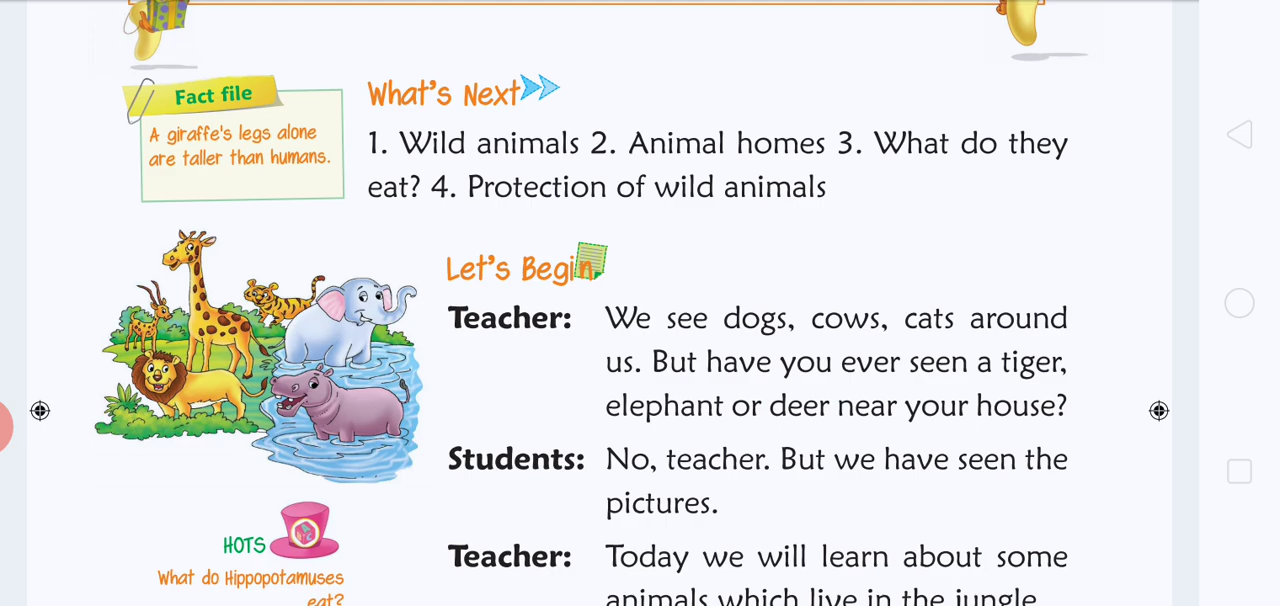 Fact file
A giraffe's legs alone
are taller than humans.
What's Next
1. Wild animals 2. Animal homes 3. What do they
eat? 4. Protection of wild animals
Let's Begin
Teacher: We see dogs, cows, cats around
us. But have you ever seen a tiger,
elephant or deer near your house?
Students: No, teacher. But we have seen the
pictures.
HOTS
What do Hippopotamuses
eat?
Teacher: Today we will learn about some
animals which live in the jungle.